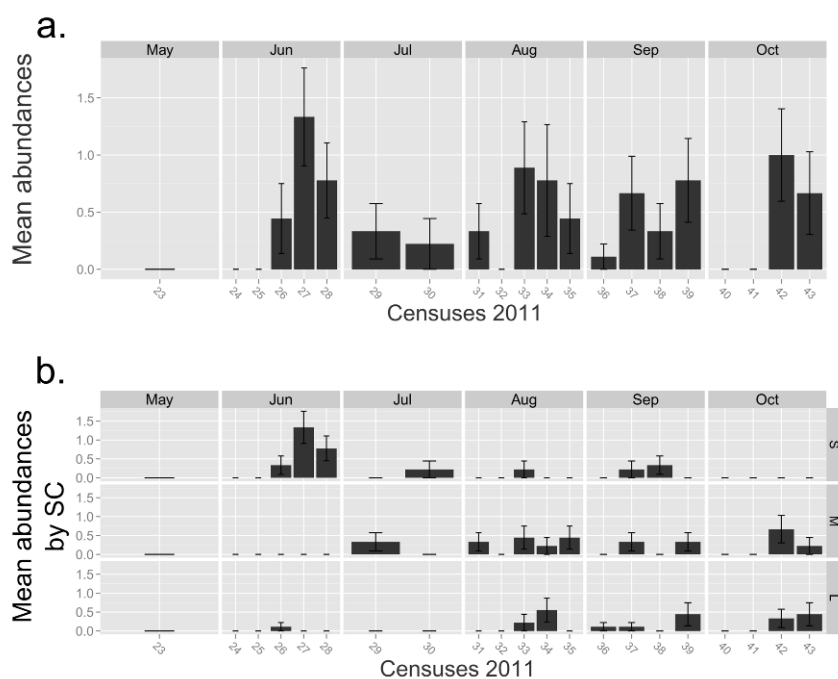 a.
May Jun Jul Aug Sep Oct
Mean abundances
1.5
1.0
0.5
0.0
23 24 25 26 27 28 29 30 31 32 33 34 35 36 37 38 39 40 41 42 43
Censuses 2011
b.
May Jun Jul Aug Sep Oct
Mean abundances
by SC
1.5
1.0
0.5
0.0
S
1.5
1.0
0.5
0.0
M
1.5
1.0
0.5
0.0
L
23 24 25 26 27 28 29 30 31 32 33 34 35 36 37 38 39 40 41 42 43
Censuses 2011